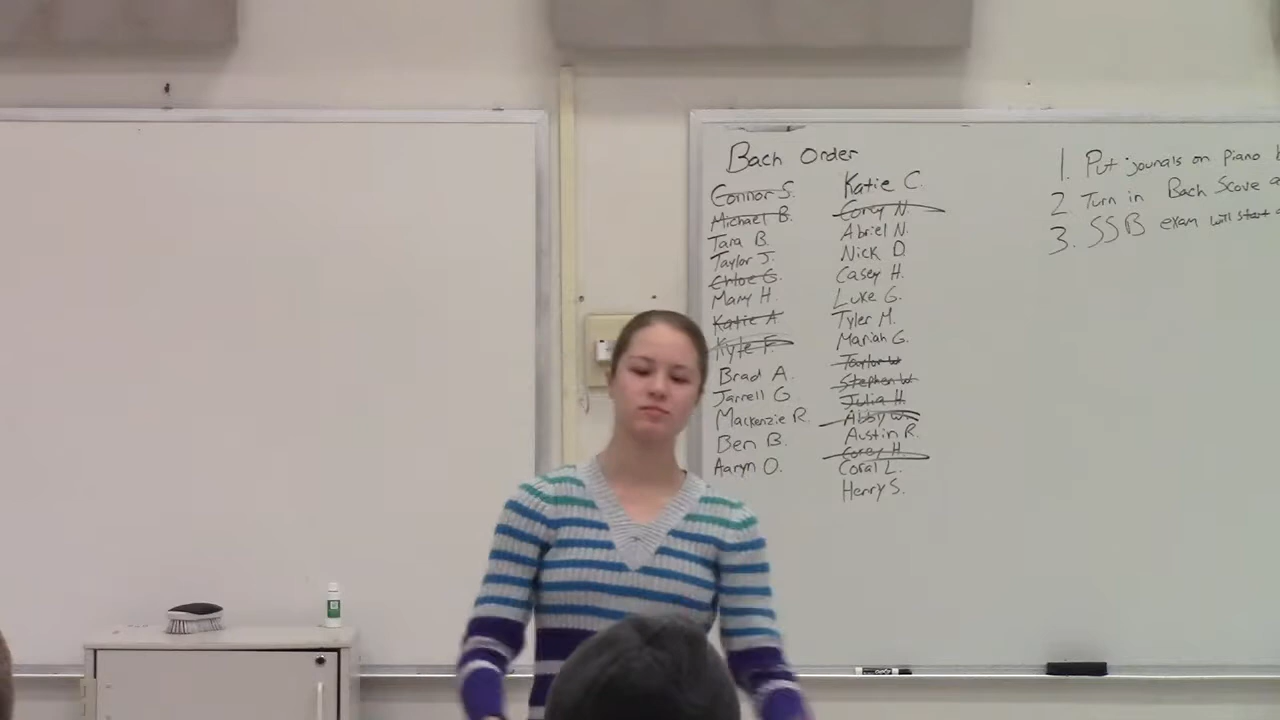 Bach Order
Connor S.
Michael B.
Tara B.
Taylor J.
Chloe G.
Mary H.
Katie A.
Kyle F.
Brad A.
Jarrell G
Mackenzie R.
Ben B.
Aaryn O.
Katie C.
Corey N.
Abriel N.
Nick D.
Casey H.
Luke G.
Tyler M.
Mariah G.
Taylor W
Stephen W
Julia H.
Abby W.
Austin R.
Corey H.
Coral L.
Henry S.
1. Put journals on piano
2 Turn in Bach Score
3. SSB exam will start